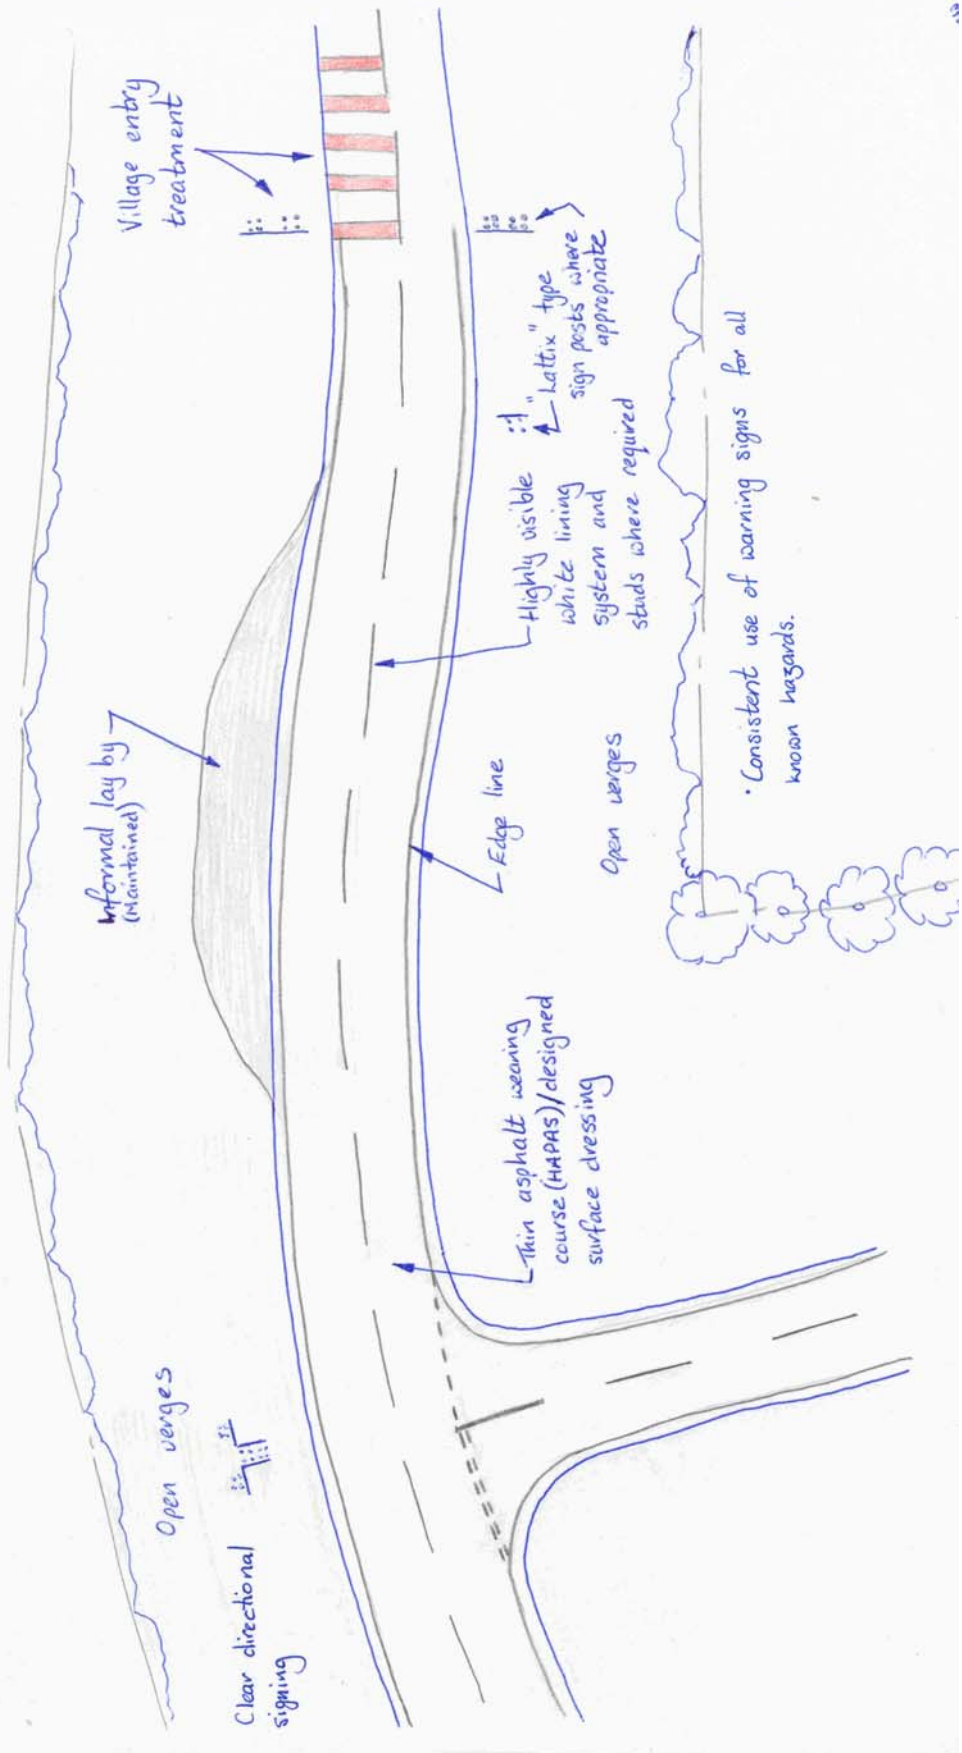 Village entry
treatment
Informal lay by
(Maintained)
Open verges
Clear directional
signing
"Lattix" type
sign posts where
appropriate
Highly visible
white lining
system and
studs where required
Edge line
Open verges
Thin asphalt wearing
course (HAPAS)/designed
surface dressing
· Consistent use of warning signs for all
known hazards.